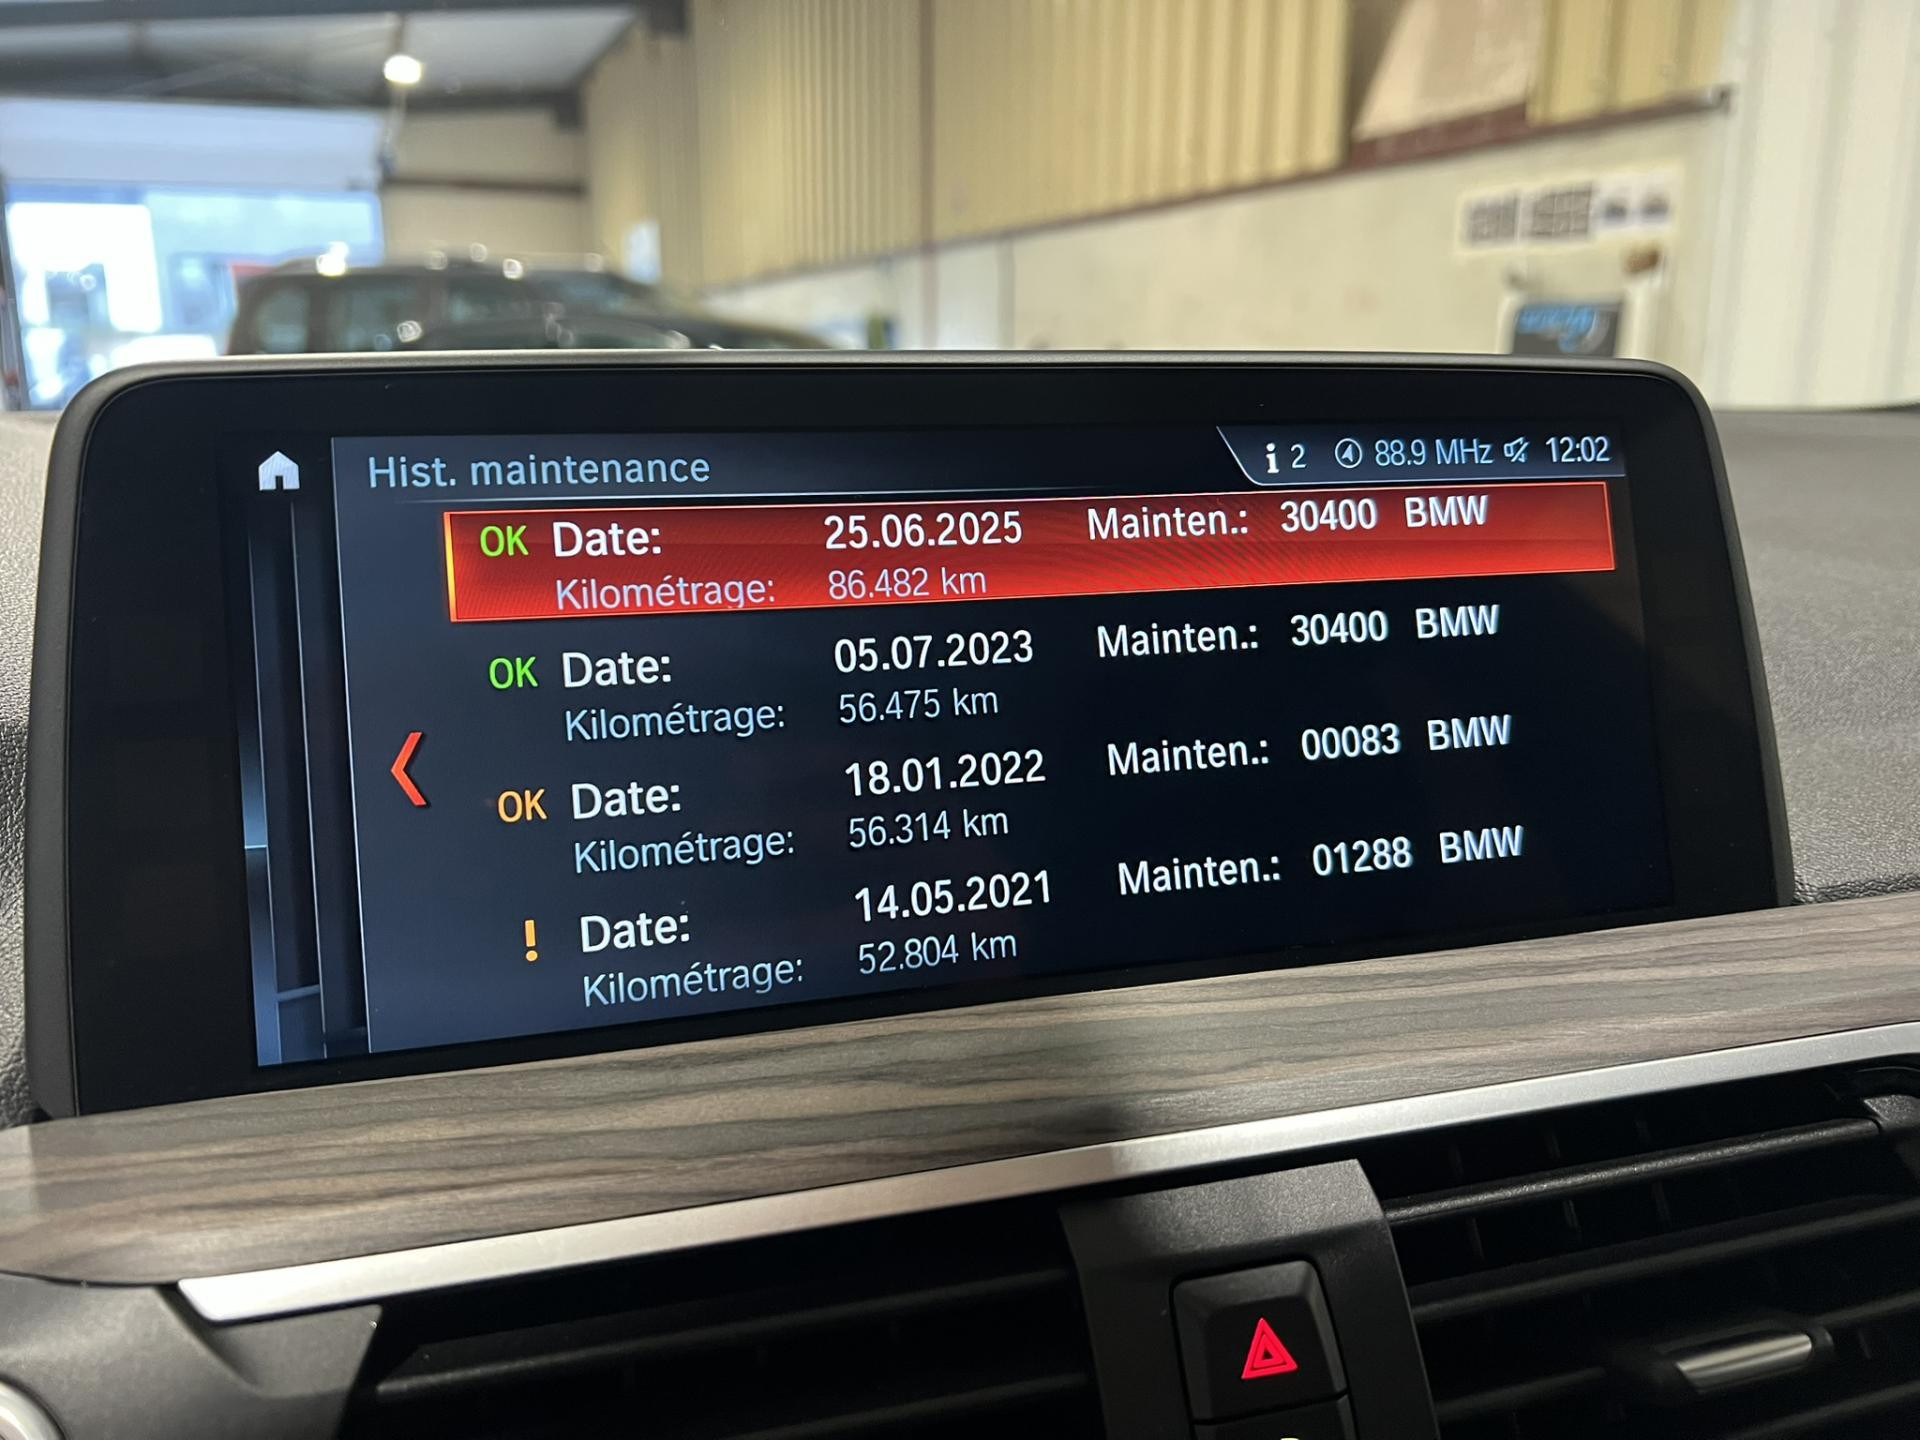 Hist. maintenance
i 2 88.9 MHz 12:02
OK Date: 25.06.2025 Mainten.: 30400 BMW
Kilométrage: 86.482 km
OK Date: 05.07.2023 Mainten.: 30400 BMW
Kilométrage: 56.475 km
OK Date: 18.01.2022 Mainten.: 00083 BMW
Kilométrage: 56.314 km
! Date: 14.05.2021 Mainten.: 01288 BMW
Kilométrage: 52.804 km